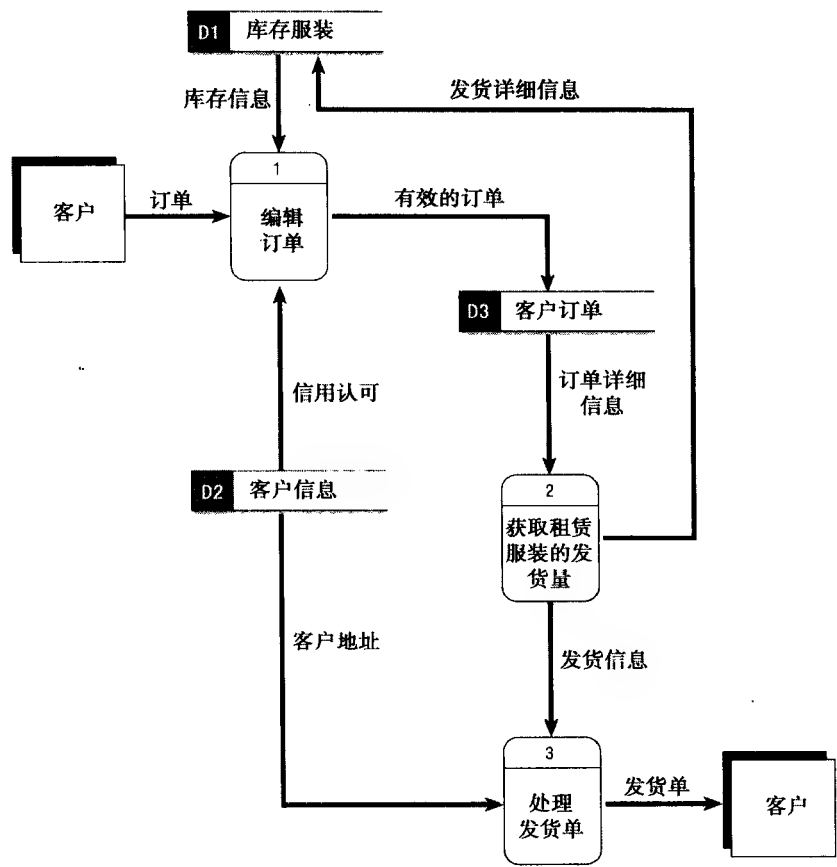 D1 库存服装
库存信息
发货详细信息
1
客户
订单
编辑
订单
有效的订单
D3 客户订单
信用认可
订单详细
信息
D2 客户信息
2
获取租赁
服装的发
货量
客户地址
发货信息
3
处理
发货单
发货单
客户